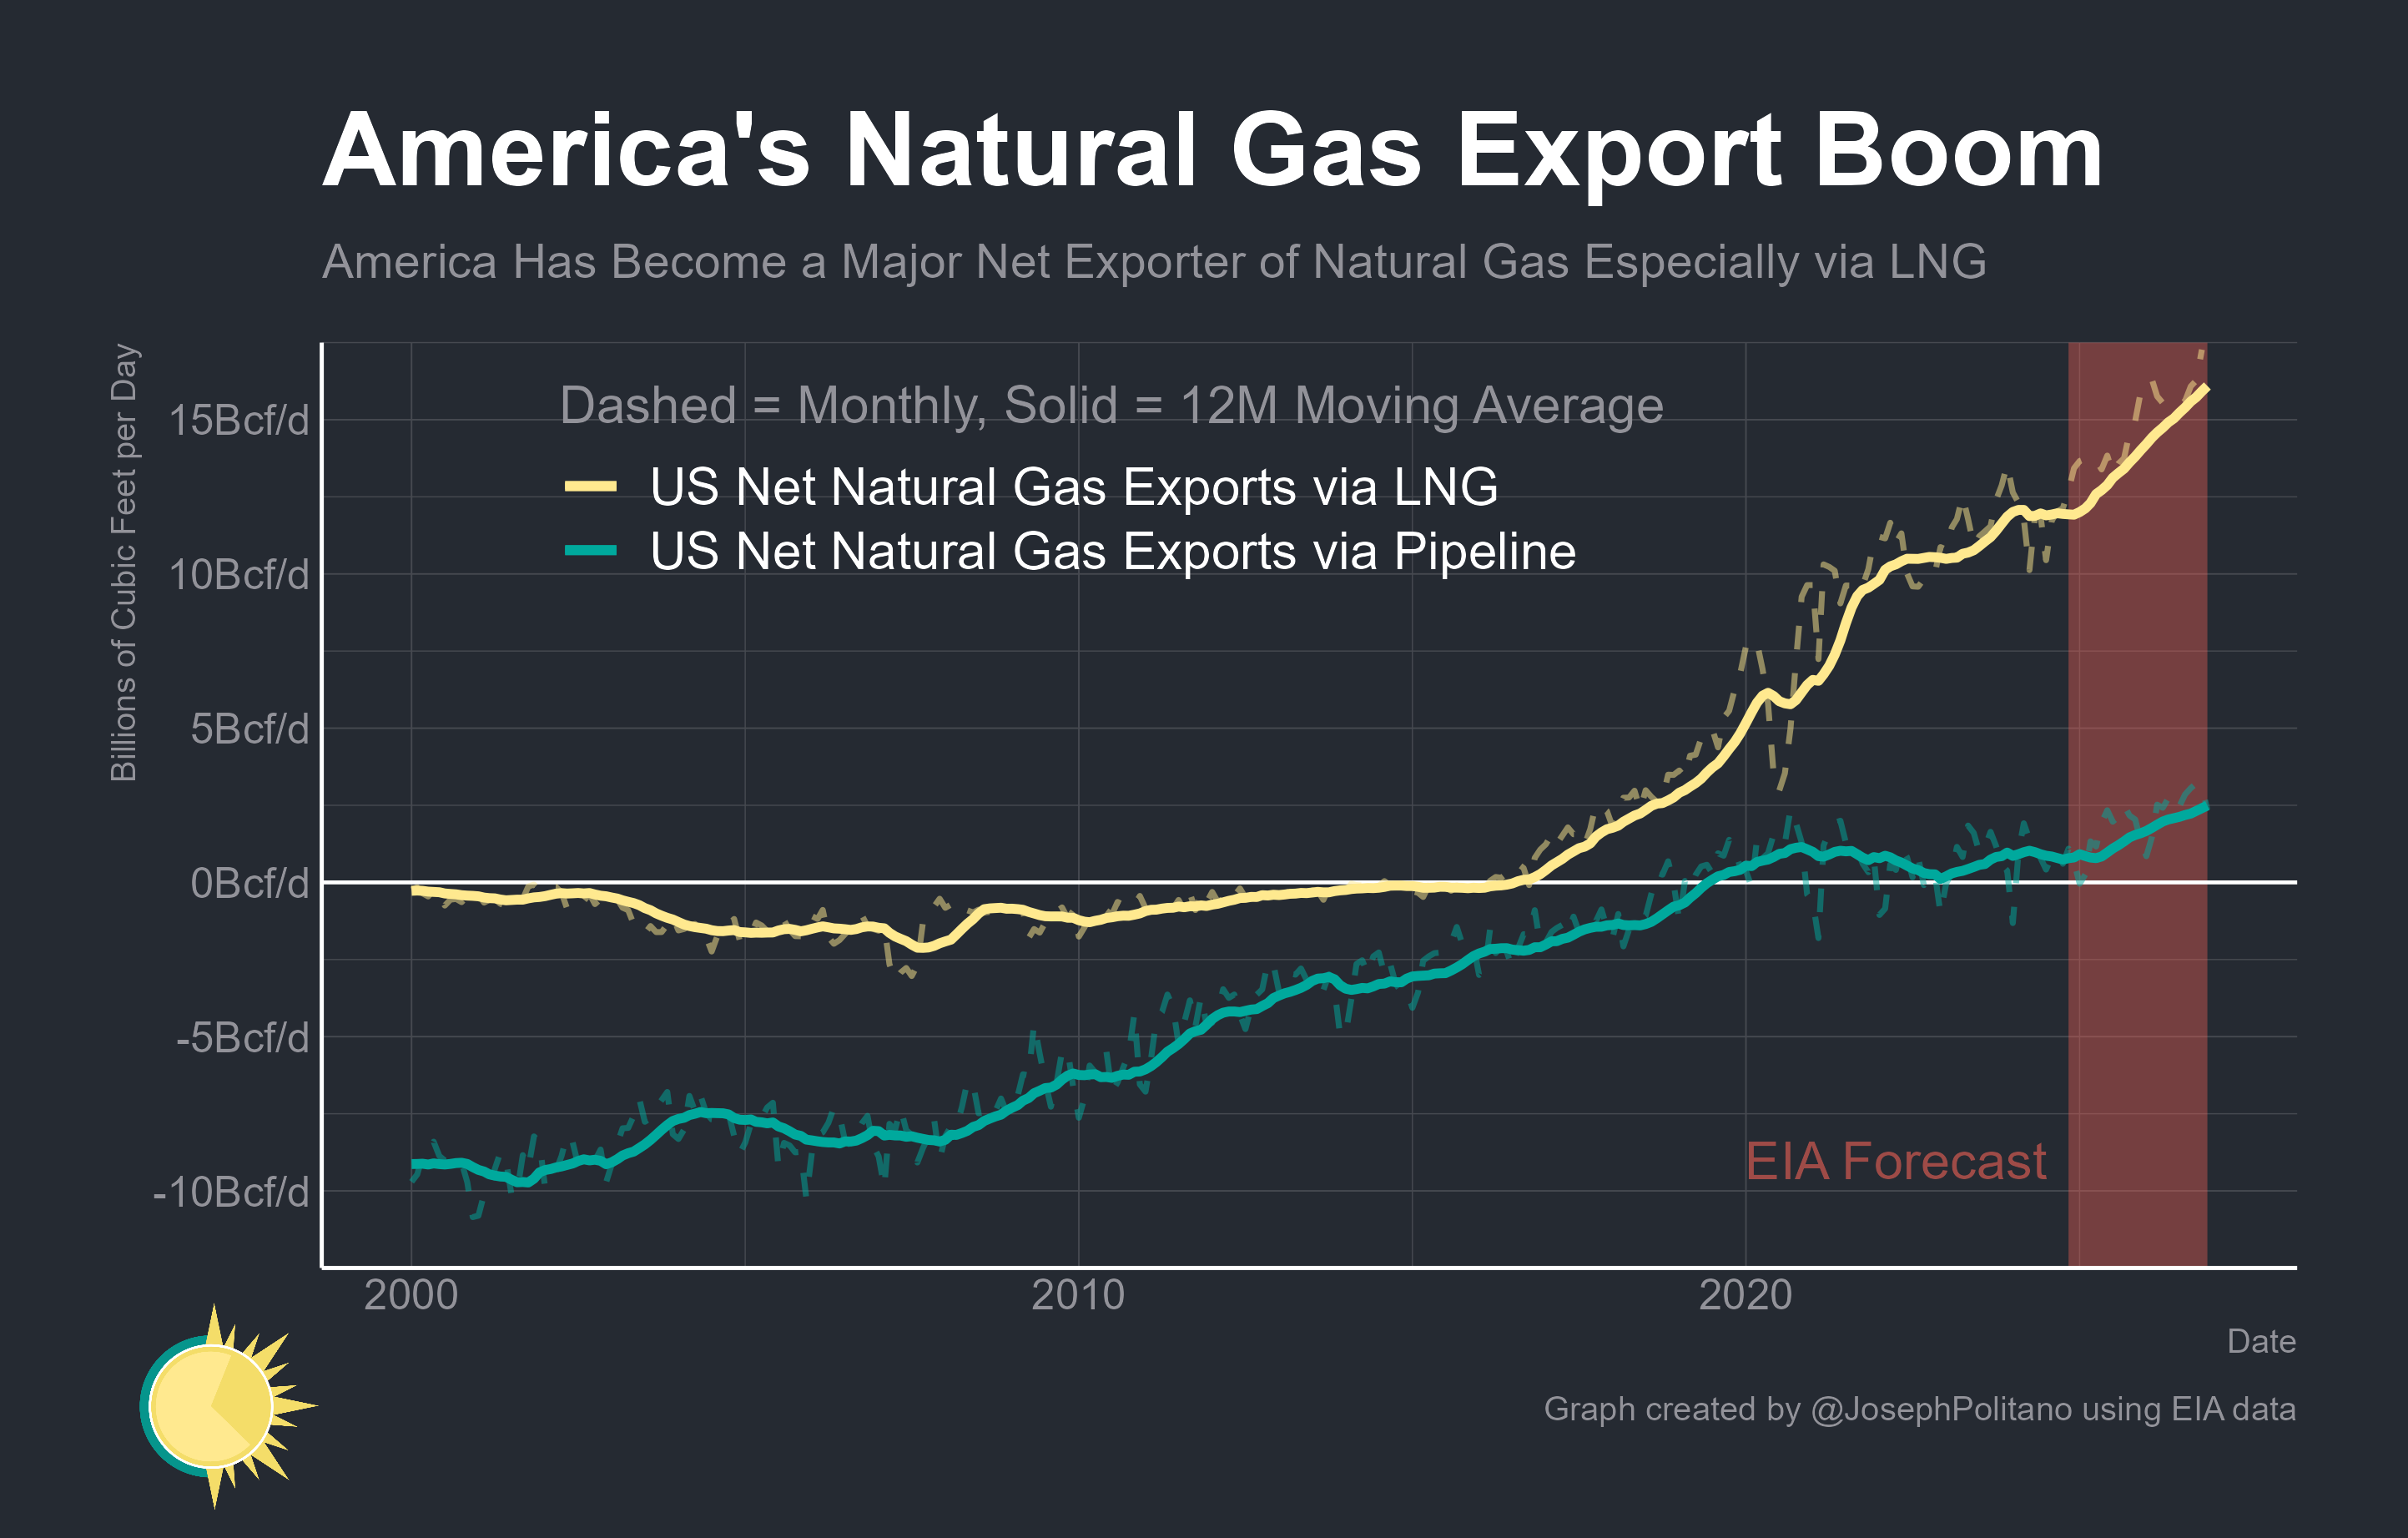 America's Natural Gas Export Boom
America Has Become a Major Net Exporter of Natural Gas Especially via LNG
Billions of Cubic Feet per Day
15Bcf/d
10Bcf/d
5Bcf/d
0Bcf/d
-5Bcf/d
-10Bcf/d
Dashed = Monthly, Solid = 12M Moving Average
US Net Natural Gas Exports via LNG
US Net Natural Gas Exports via Pipeline
EIA Forecast
2000
2010
2020
Date
Graph created by @JosephPolitano using EIA data